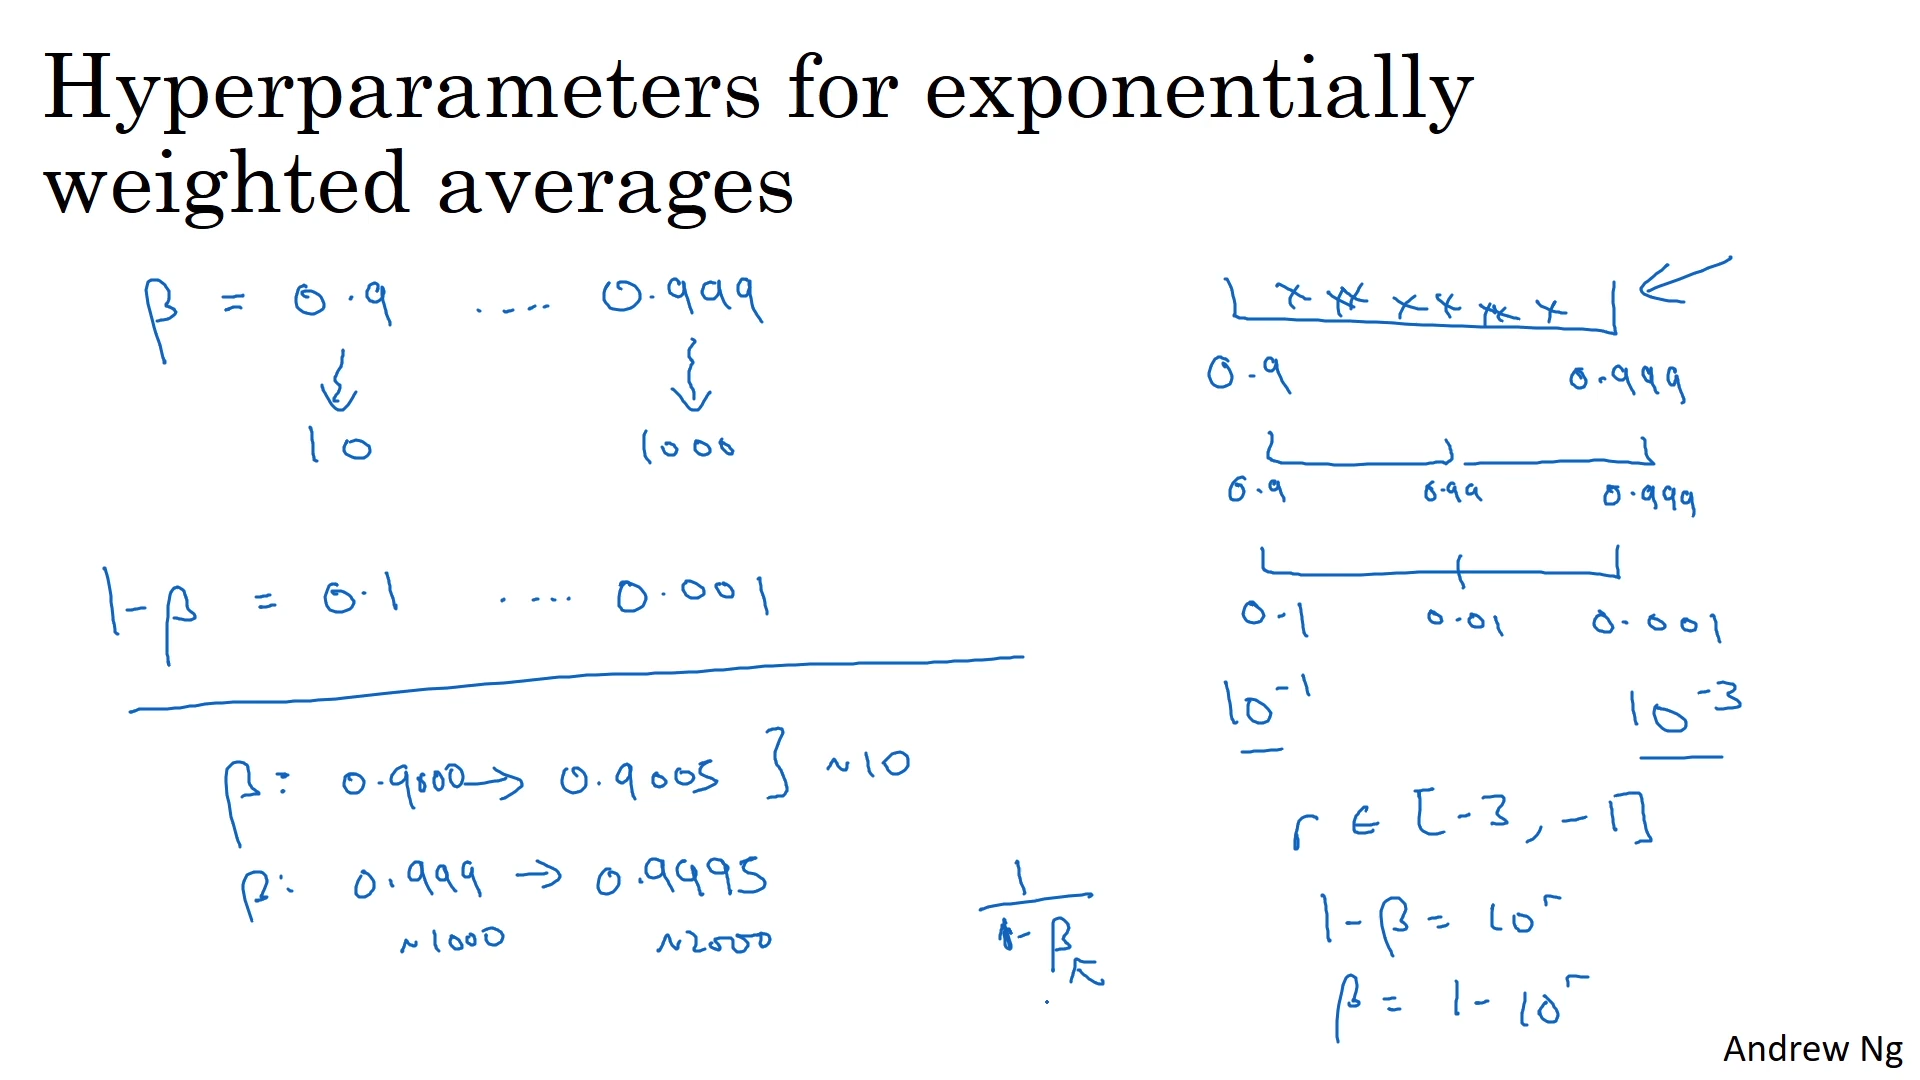 Hyperparameters for exponentially
weighted averages
β = 0.9 .... 0.999
10 1000
1-β = 0.1 .... 0.001
β: 0.9000 → 0.9005 } ~10
β: 0.999 → 0.9995
~1000 ~2000
1
1-β
0.9 0.999
0.9 0.99 0.999
0.1 0.01 0.001
10⁻¹ 10⁻³
r ∈ [-3, -1]
1-β = 10ʳ
β = 1-10ʳ
Andrew Ng